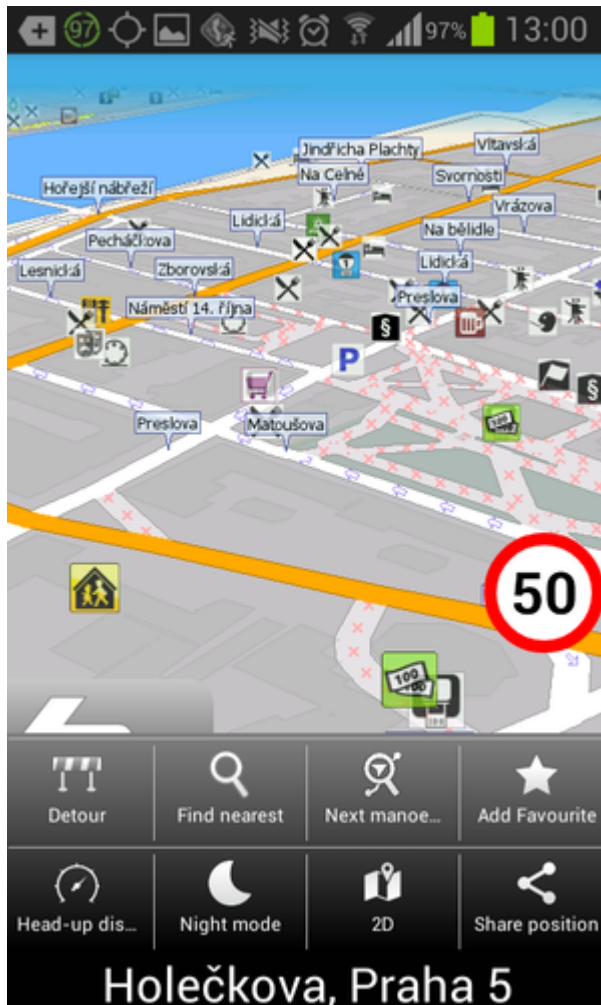 97
97%
13:00
Jindřicha Plachty
Vltavská
Na Celné
Svornosti
Hořejší nábřeží
Vrázova
Lidická
Na bělidle
Pecháčkova
Lidická
Lesnická
Zborovská
Preslova
Náměstí 14. října
§
P
§
Preslova
Matoušova
50
100
Detour
Find nearest
Next manoe...
Add Favourite
Head-up dis...
Night mode
2D
Share position
Holečkova, Praha 5